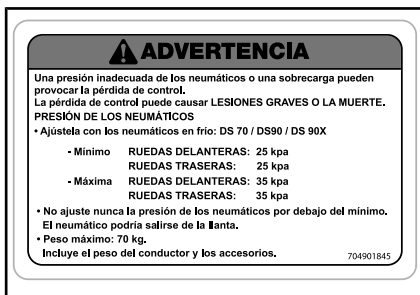 ADVERTENCIA
Una presión inadecuada de los neumáticos o una sobrecarga pueden
provocar la pérdida de control.
La pérdida de control puede causar LESIONES GRAVES O LA MUERTE.
PRESIÓN DE LOS NEUMÁTICOS
• Ajústela con los neumáticos en frío: DS 70 / DS90 / DS 90X
- Mínimo RUEDAS DELANTERAS: 25 kpa
RUEDAS TRASERAS: 25 kpa
- Máxima RUEDAS DELANTERAS: 35 kpa
RUEDAS TRASERAS: 35 kpa
• No ajuste nunca la presión de los neumáticos por debajo del mínimo.
El neumático podría salirse de la llanta.
• Peso máximo: 70 kg.
Incluye el peso del conductor y los accesorios.
704901845